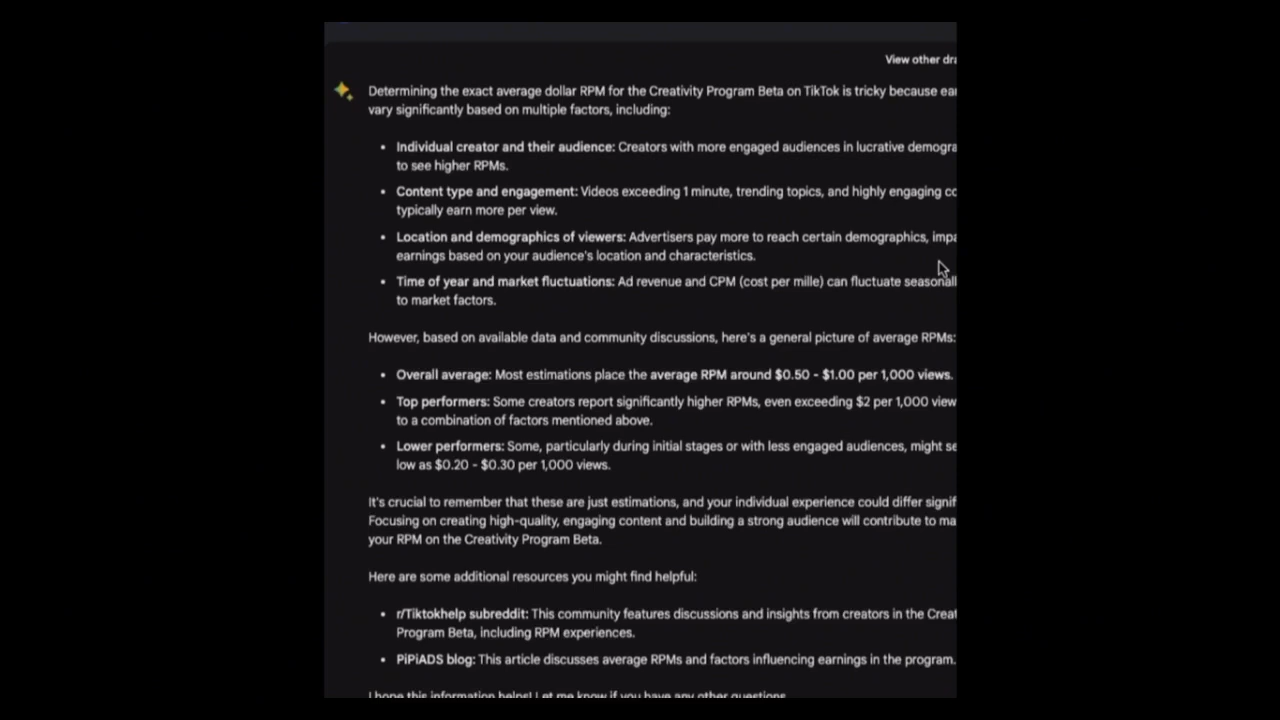 View other dra
Determining the exact average dollar RPM for the Creativity Program Beta on TikTok is tricky because ear
vary significantly based on multiple factors, including:
• Individual creator and their audience: Creators with more engaged audiences in lucrative demogra
to see higher RPMs.
• Content type and engagement: Videos exceeding 1 minute, trending topics, and highly engaging co
typically earn more per view.
• Location and demographics of viewers: Advertisers pay more to reach certain demographics, impa
earnings based on your audience's location and characteristics.
• Time of year and market fluctuations: Ad revenue and CPM (cost per mille) can fluctuate seasonall
to market factors.
However, based on available data and community discussions, here's a general picture of average RPMs:
• Overall average: Most estimations place the average RPM around $0.50 - $1.00 per 1,000 views.
• Top performers: Some creators report significantly higher RPMs, even exceeding $2 per 1,000 view
to a combination of factors mentioned above.
• Lower performers: Some, particularly during initial stages or with less engaged audiences, might se
low as $0.20 - $0.30 per 1,000 views.
It's crucial to remember that these are just estimations, and your individual experience could differ signif
Focusing on creating high-quality, engaging content and building a strong audience will contribute to ma
your RPM on the Creativity Program Beta.
Here are some additional resources you might find helpful:
• r/Tiktokhelp subreddit: This community features discussions and insights from creators in the Creat
Program Beta, including RPM experiences.
• PiPiADS blog: This article discusses average RPMs and factors influencing earnings in the program.
I hope this information helps! Let me know if you have any other questions